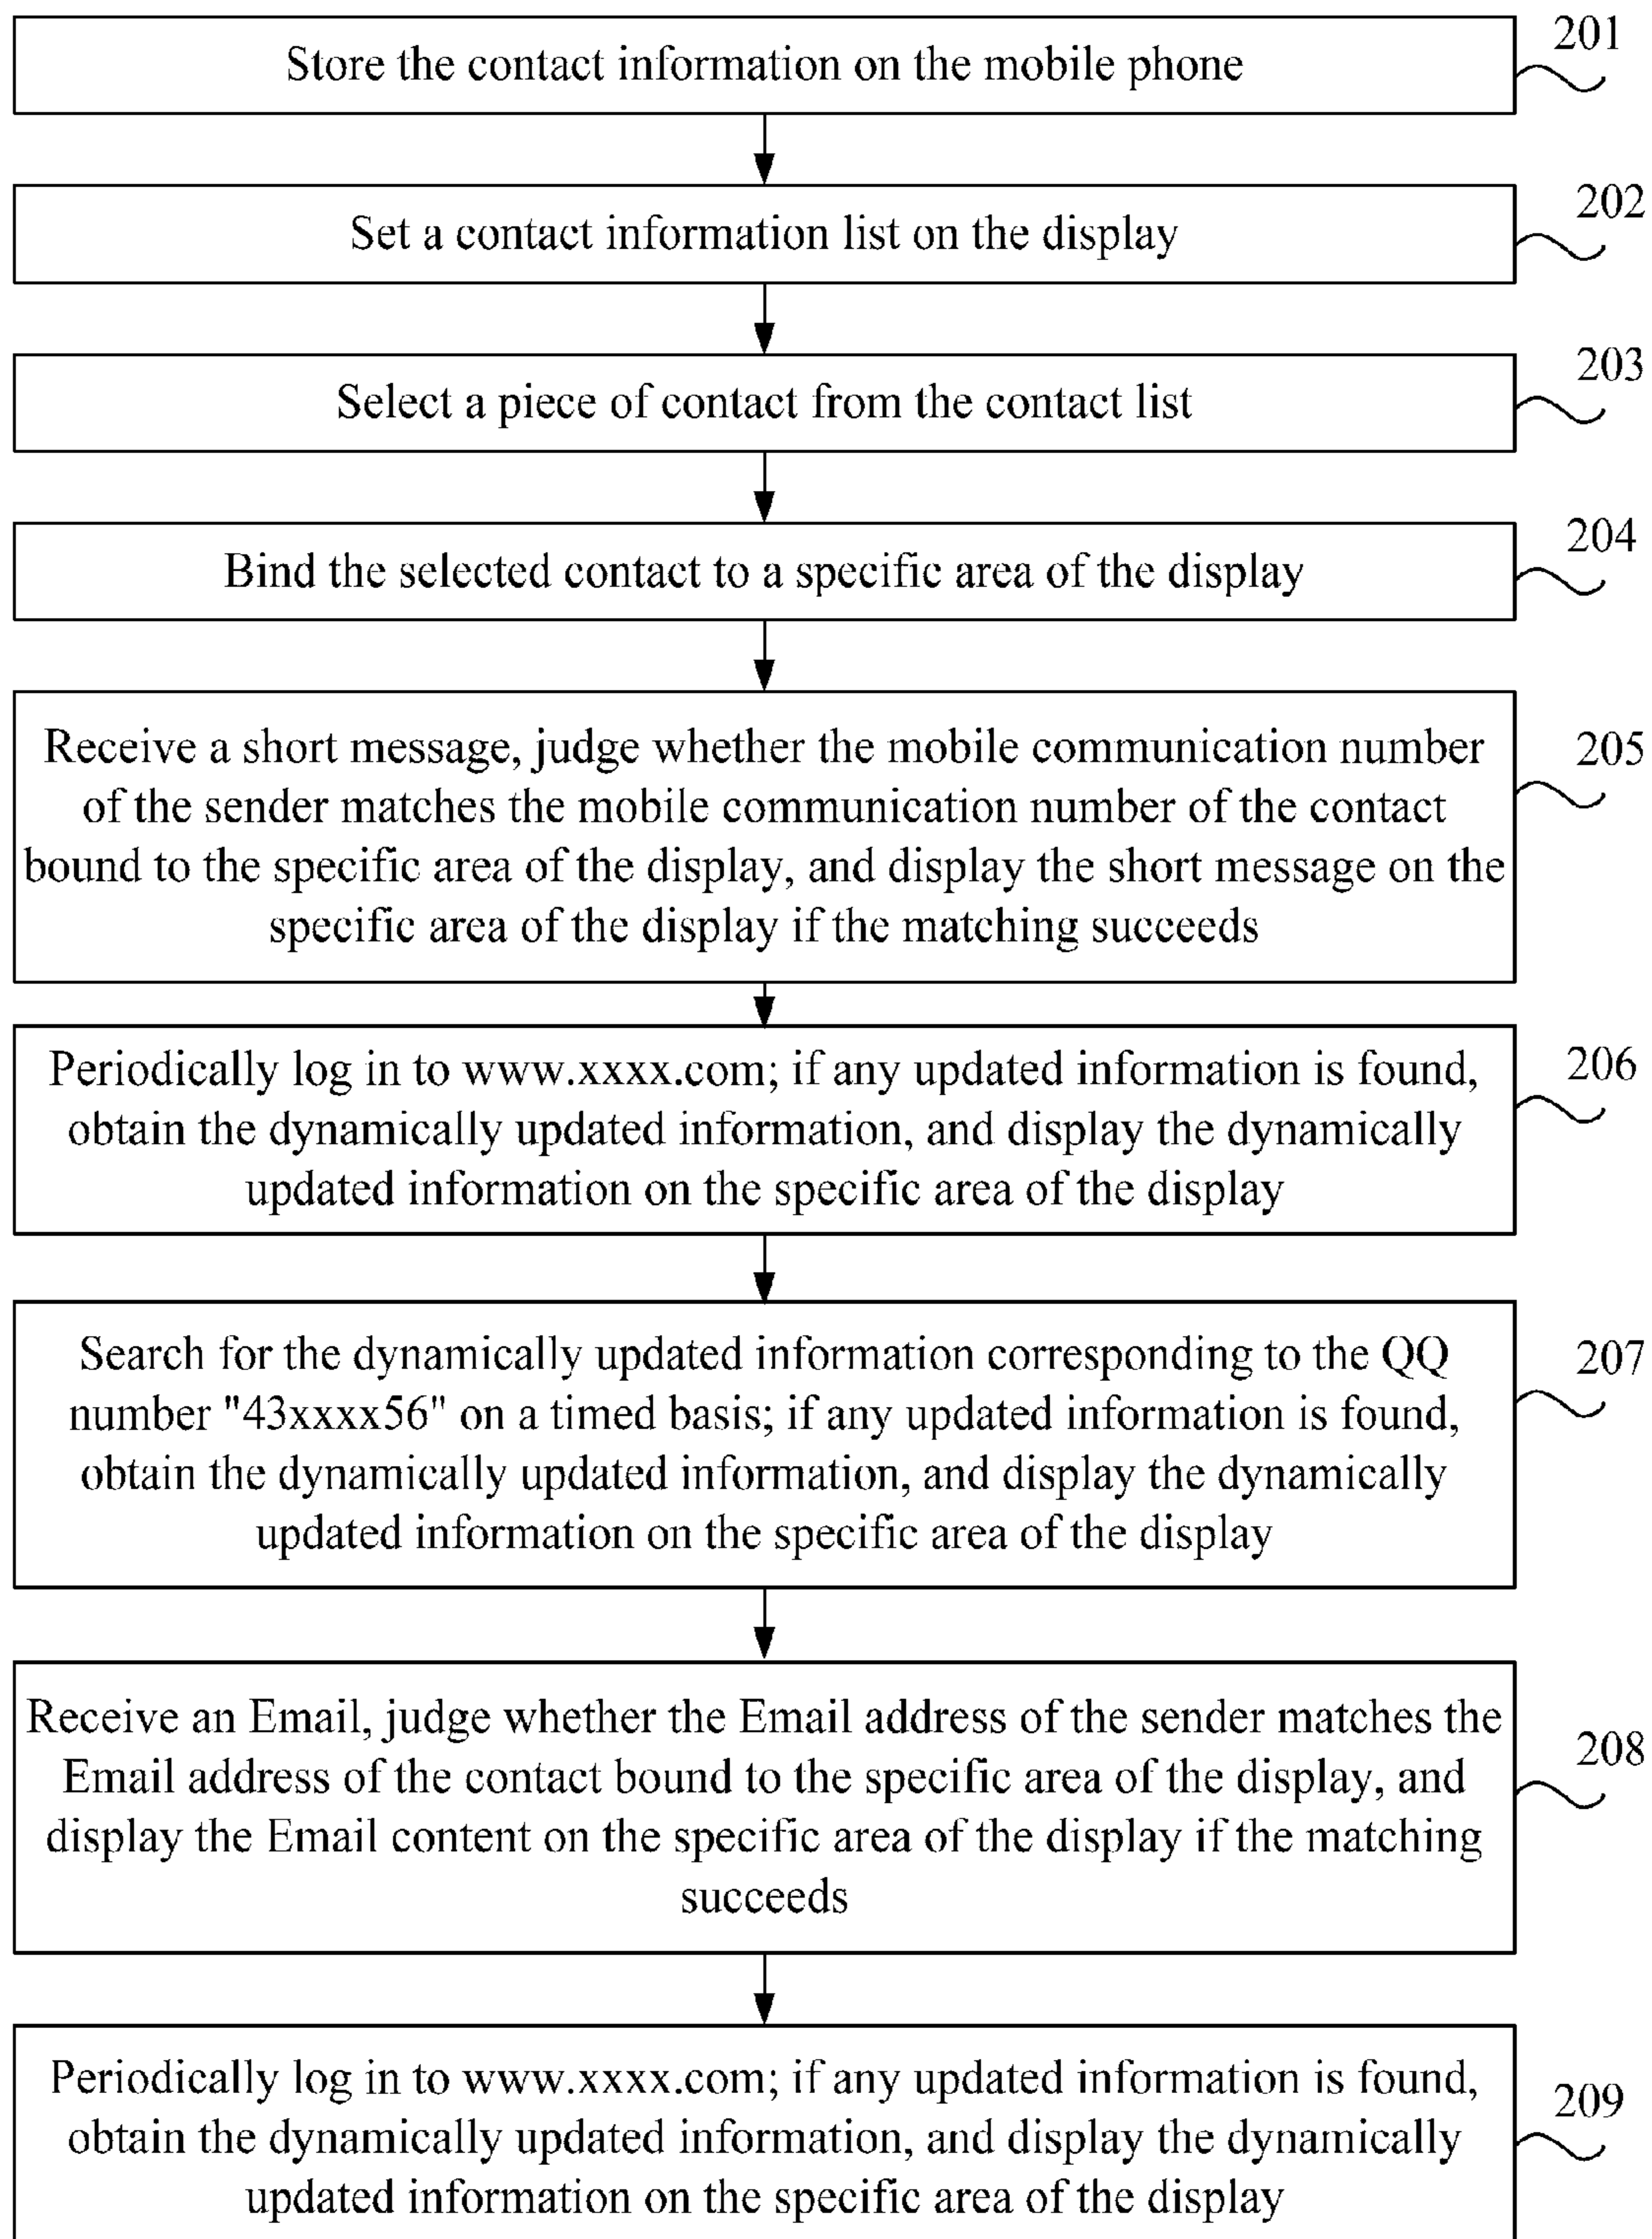 Store the contact information on the mobile phone
201
Set a contact information list on the display
202
Select a piece of contact from the contact list
203
Bind the selected contact to a specific area of the display
204
Receive a short message, judge whether the mobile communication number
of the sender matches the mobile communication number of the contact
bound to the specific area of the display, and display the short message on the
specific area of the display if the matching succeeds
205
Periodically log in to www.xxxx.com; if any updated information is found,
obtain the dynamically updated information, and display the dynamically
updated information on the specific area of the display
206
Search for the dynamically updated information corresponding to the QQ
number "43xxxx56" on a timed basis; if any updated information is found,
obtain the dynamically updated information, and display the dynamically
updated information on the specific area of the display
207
Receive an Email, judge whether the Email address of the sender matches the
Email address of the contact bound to the specific area of the display, and
display the Email content on the specific area of the display if the matching
succeeds
208
Periodically log in to www.xxxx.com; if any updated information is found,
obtain the dynamically updated information, and display the dynamically
updated information on the specific area of the display
209